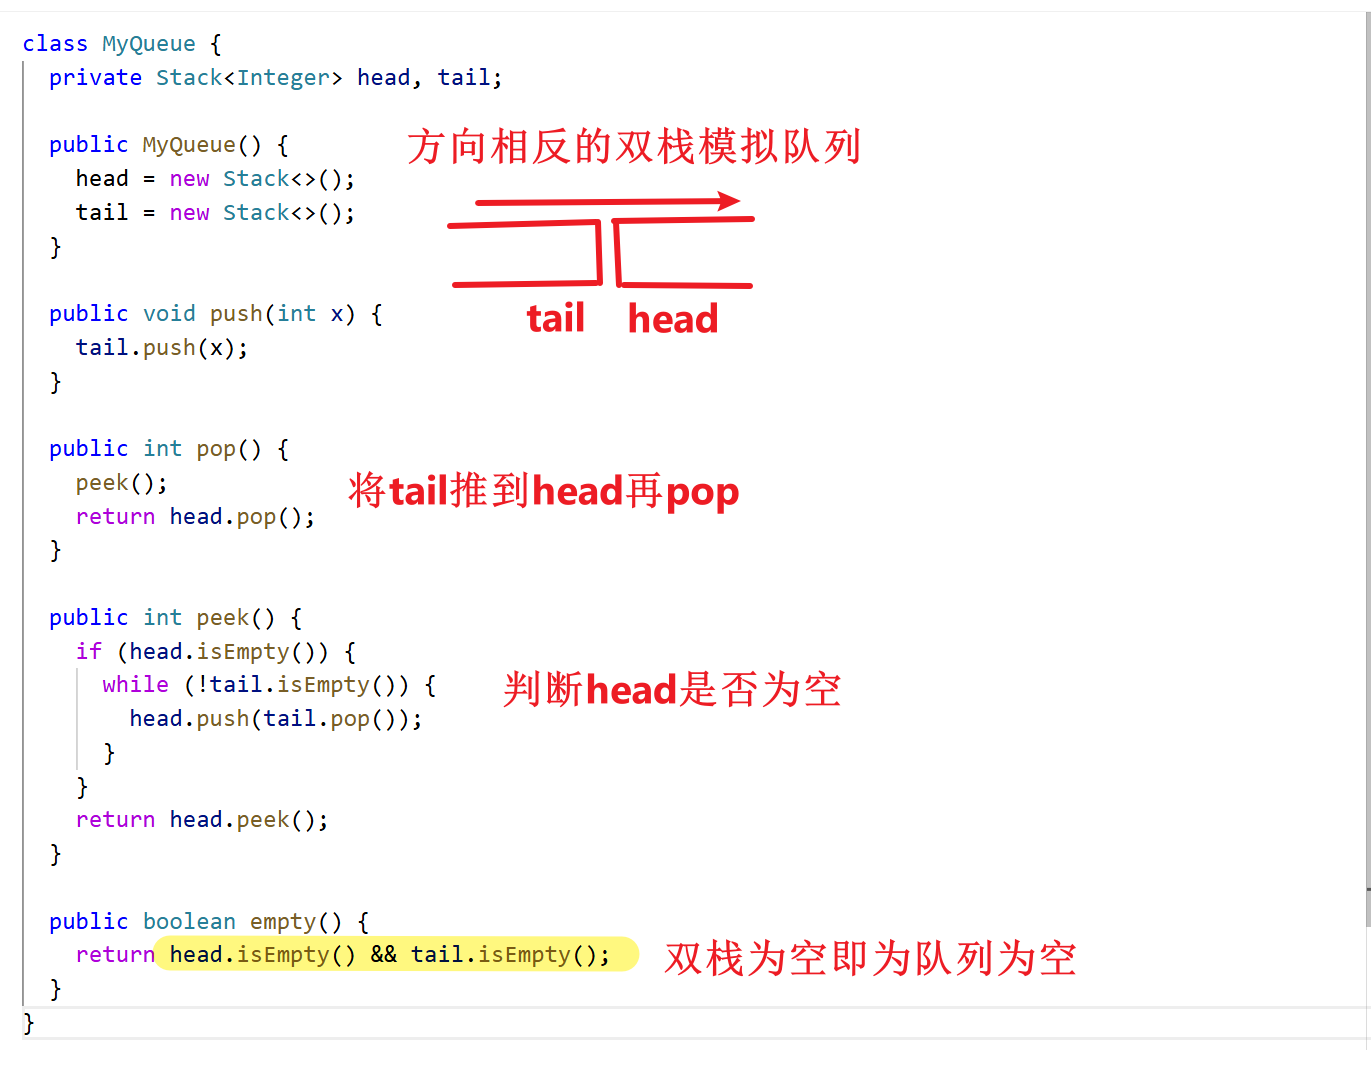 class MyQueue {
private Stack<Integer> head, tail;
public MyQueue() {
方向相反的双栈模拟队列
head = new Stack<>();
tail = new Stack<>();
}
tail head
public void push(int x) {
tail.push(x);
}
public int pop() {
peek();
将tail推到head再pop
return head.pop();
}
public int peek() {
if (head.isEmpty()) {
while (!tail.isEmpty()) {
判断head是否为空
head.push(tail.pop());
}
}
return head.peek();
}
public boolean empty() {
return head.isEmpty() && tail.isEmpty();
双栈为空即为队列为空
}
}